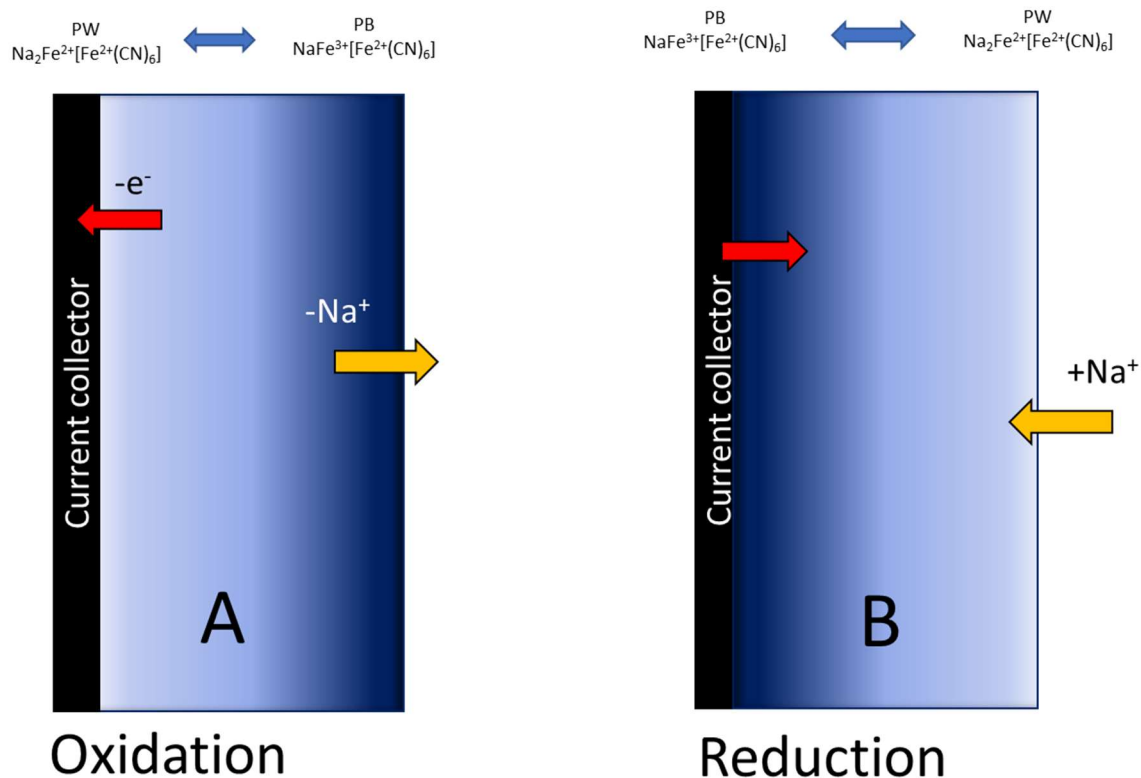 PW
Na₂Fe²⁺[Fe²⁺(CN)₆]
PB
NaFe³⁺[Fe²⁺(CN)₆]
-e⁻
-Na⁺
Current collector
A
Oxidation
PB
NaFe³⁺[Fe²⁺(CN)₆]
PW
Na₂Fe²⁺[Fe²⁺(CN)₆]
+Na⁺
Current collector
B
Reduction